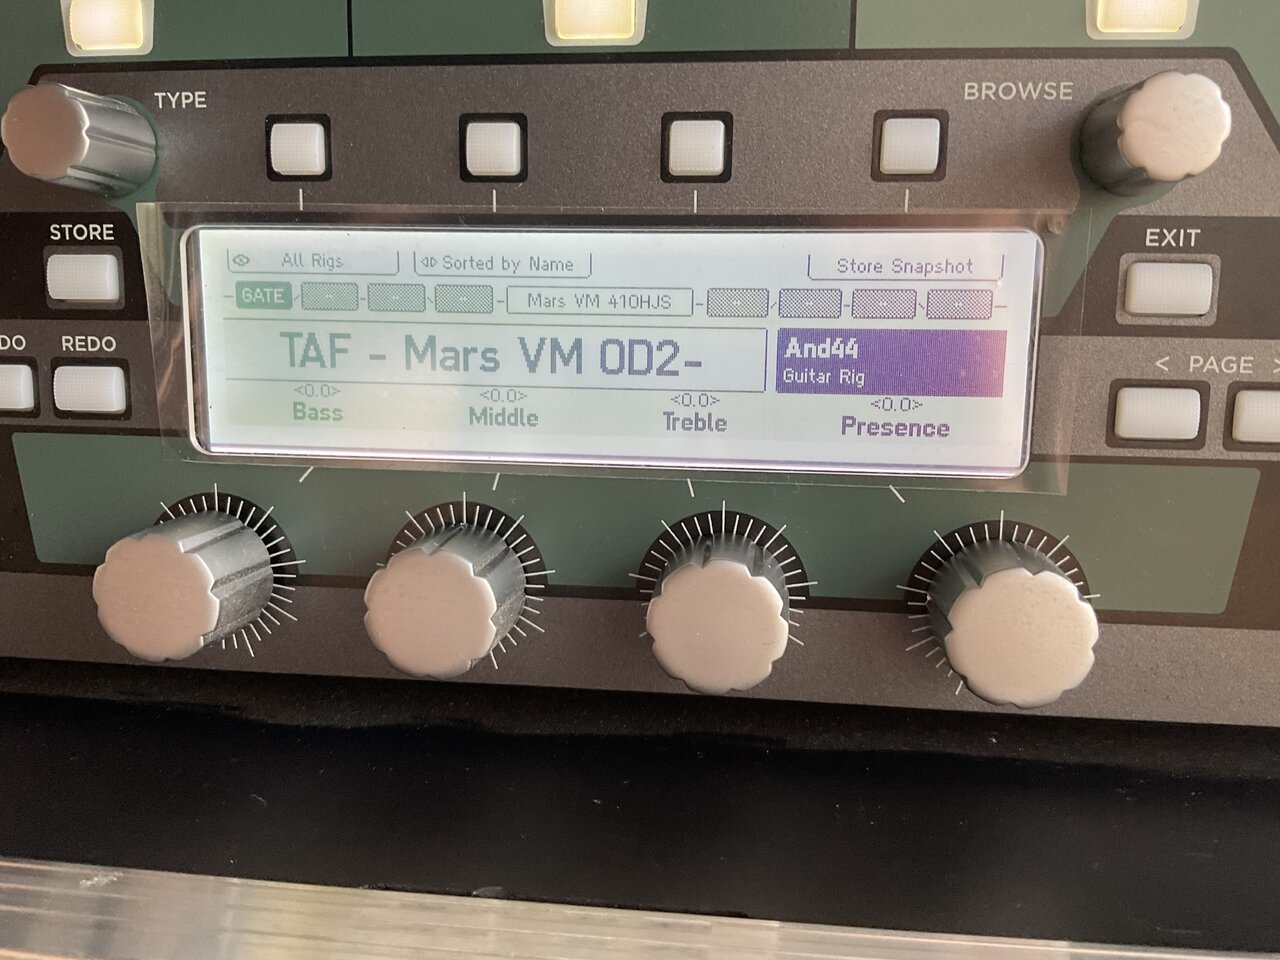 TYPE
BROWSE
STORE
EXIT
DO
REDO
< PAGE >
All Rigs
Sorted by Name
Store Snapshot
GATE
Mars VM 410HJS
TAF - Mars VM OD2-
And44
Guitar Rig
<0.0>
<0.0>
<0.0>
<0.0>
Bass
Middle
Treble
Presence